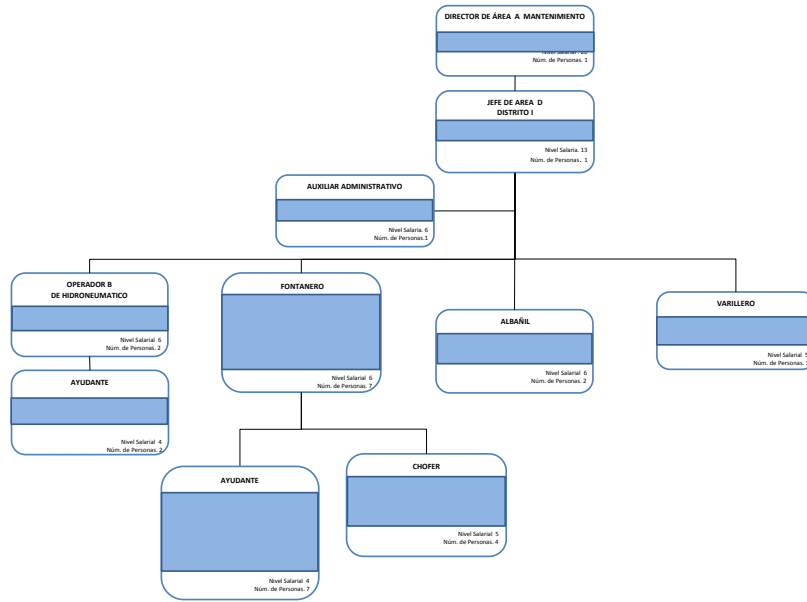 DIRECTOR DE ÁREA A MANTENIMIENTO
Núm. de Personas. 1
JEFE DE AREA D
DISTRITO I
Nivel Salaria. 13
Núm. de Personas. 1
AUXILIAR ADMINISTRATIVO
Nivel Salaria. 6
Núm. de Personas.1
OPERADOR B
DE HIDRONEUMATICO
Nivel Salarial 6
Núm. de Personas. 2
FONTANERO
Nivel Salarial 6
Núm. de Personas. 7
ALBAÑIL
Nivel Salarial 6
Núm. de Personas. 2
VARILLERO
Nivel Salarial 5
Núm. de Personas.
AYUDANTE
Nivel Salarial 4
Núm. de Personas. 2
AYUDANTE
Nivel Salarial 4
Núm. de Personas. 7
CHOFER
Nivel Salarial 5
Núm. de Personas. 4